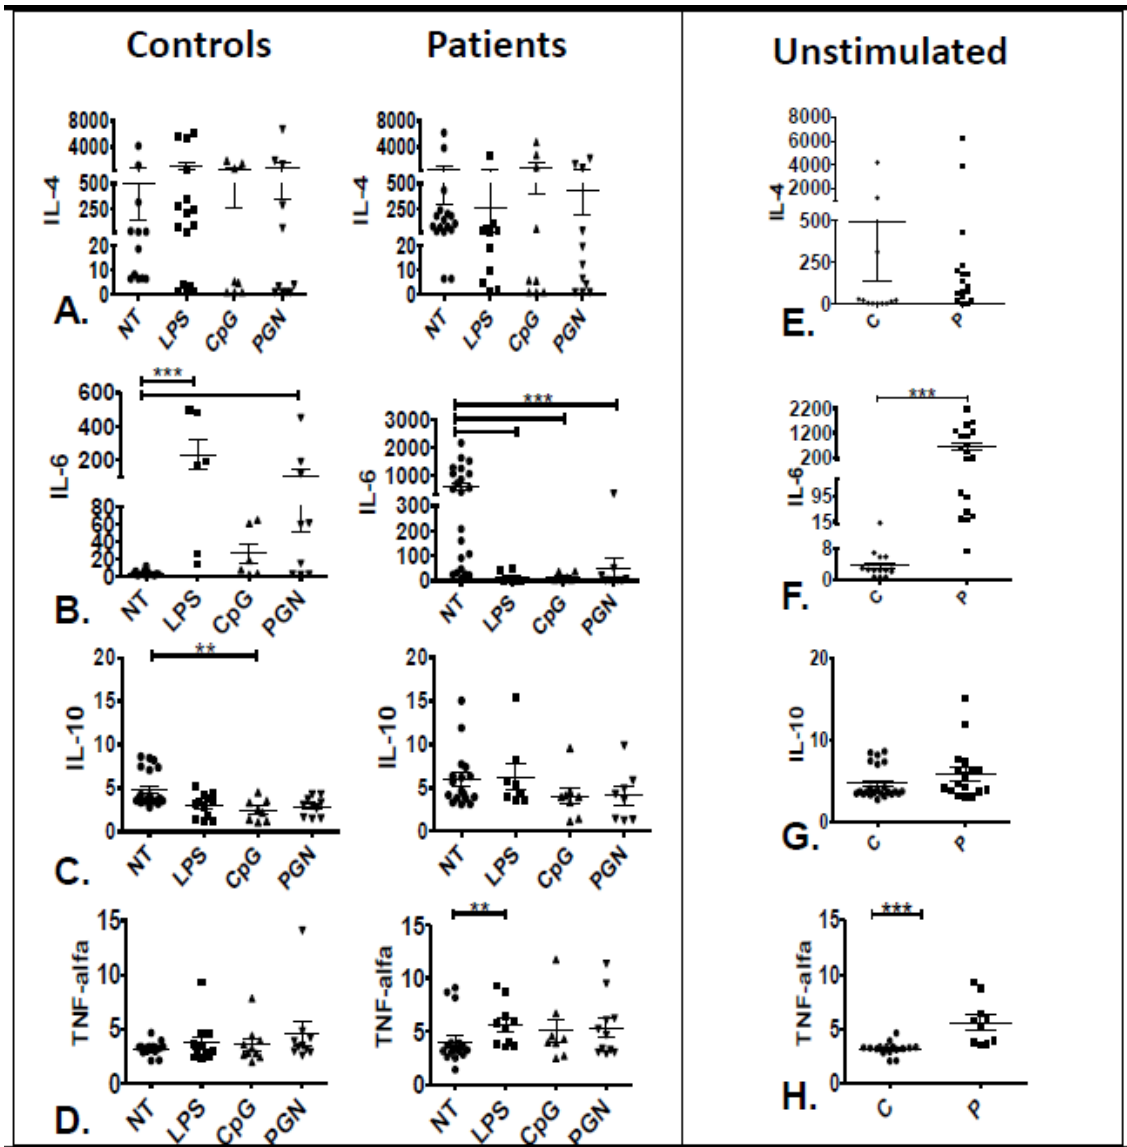 Controls Patients Unstimulated
IL-4 8000 4000 500 250 20 10 0 NT LPS CpG PGN
IL-4 8000 4000 500 250 20 10 0 NT LPS CpG PGN
IL-4 8000 6000 4000 2000 500 250 0 C P
A. E.
IL-6 600 400 200 80 60 40 20 0 NT LPS CpG PGN ***
IL-6 3000 2000 1000 300 200 100 0 NT LPS CpG PGN ***
IL-6 2200 1200 200 95 15 8 0 C P ***
B. F.
IL-10 20 15 10 5 0 NT LPS CpG PGN **
IL-10 20 15 10 5 0 NT LPS CpG PGN
IL-10 20 10 0 C P
C. G.
TNF-alfa 15 10 5 0 NT LPS CpG PGN
TNF-alfa 15 10 5 0 NT LPS CpG PGN **
TNF-alfa 15 10 5 0 C P ***
D. H.